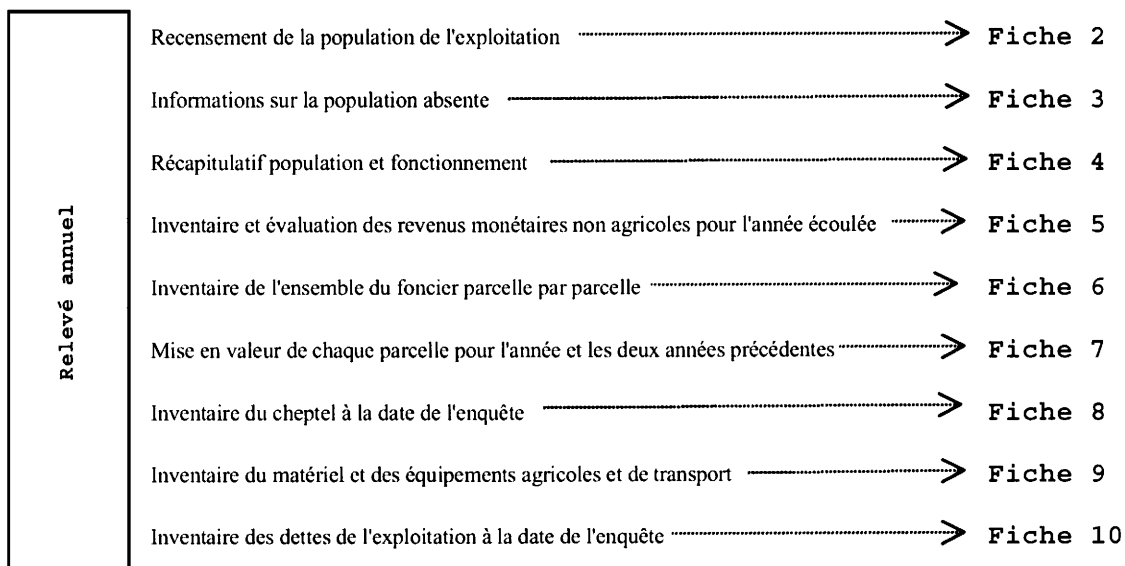 Relevé annuel
Recensement de la population de l'exploitation Fiche 2
Informations sur la population absente Fiche 3
Récapitulatif population et fonctionnement Fiche 4
Inventaire et évaluation des revenus monétaires non agricoles pour l'année écoulée Fiche 5
Inventaire de l'ensemble du foncier parcelle par parcelle Fiche 6
Mise en valeur de chaque parcelle pour l'année et les deux années précédentes Fiche 7
Inventaire du cheptel à la date de l'enquête Fiche 8
Inventaire du matériel et des équipements agricoles et de transport Fiche 9
Inventaire des dettes de l'exploitation à la date de l'enquête Fiche 10